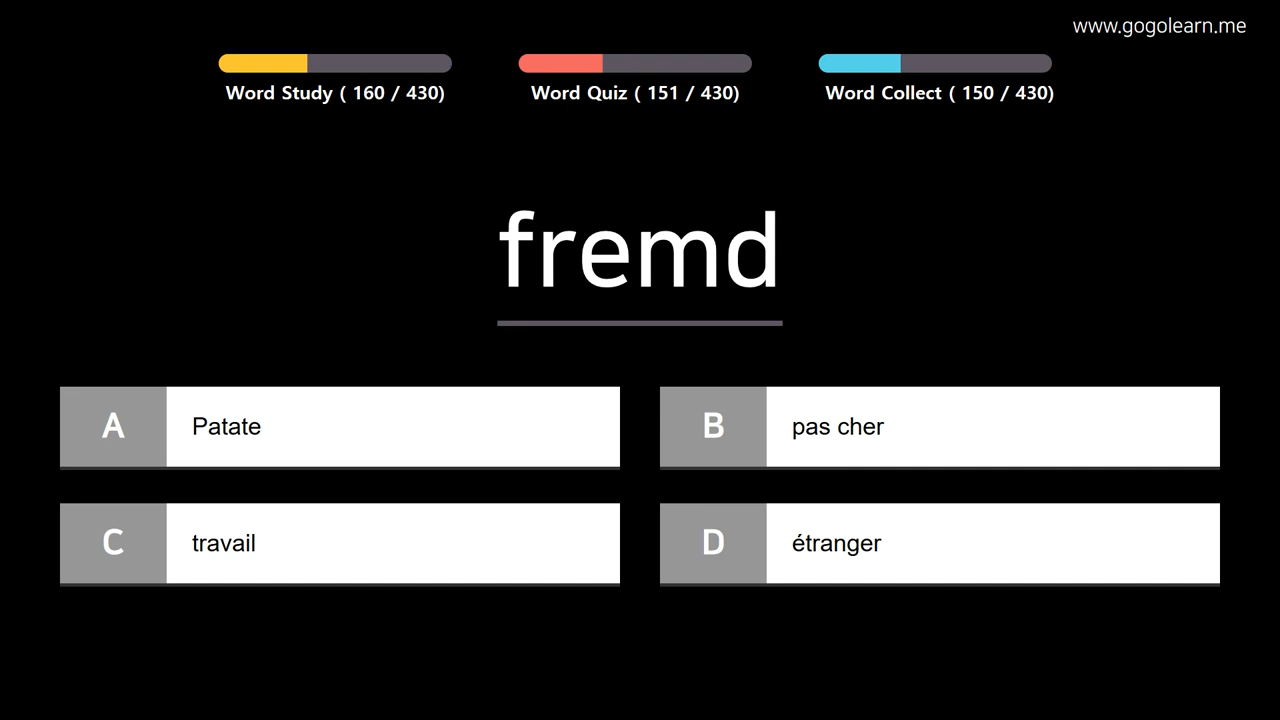 www.gogolearn.me
Word Study ( 160 / 430)
Word Quiz ( 151 / 430)
Word Collect ( 150 / 430)
fremd
A Patate
B pas cher
C travail
D étranger